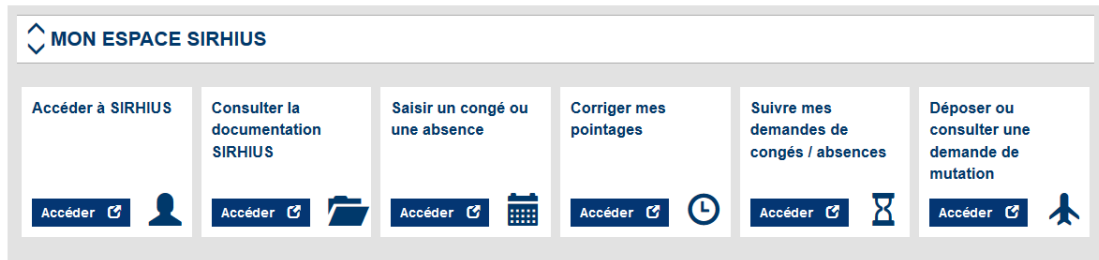 MON ESPACE SIRHIUS
Accéder à SIRHIUS
Accéder
Consulter la
documentation
SIRHIUS
Accéder
Saisir un congé ou
une absence
Accéder
Corriger mes
pointages
Accéder
Suivre mes
demandes de
congés / absences
Accéder
Déposer ou
consulter une
demande de
mutation
Accéder